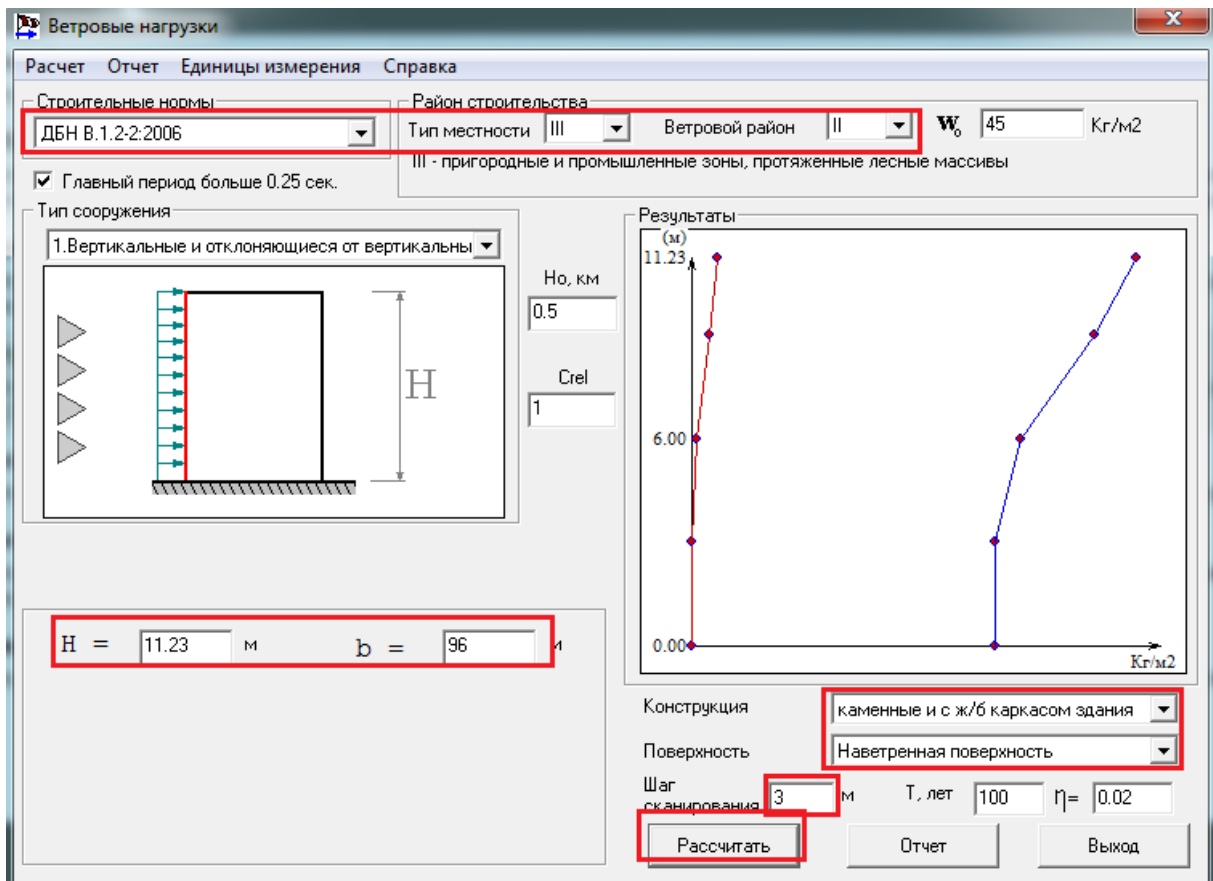 Ветровые нагрузки
Расчет Отчет Единицы измерения Справка
Строительные нормы
ДБН В.1.2-2:2006
Район строительства
Тип местности III Ветровой район II W₀ 45 Кг/м2
III - пригородные и промышленные зоны, протяженные лесные массивы
Главный период больше 0.25 сек.
Тип сооружения
1.Вертикальные и отклоняющиеся от вертикальны
H
Ho, км
0.5
Crel
1
Результаты
(м)
11.23
6.00
0.00
Кг/м2
H = 11.23 м b = 96 м
Конструкция каменные и с ж/б каркасом здания
Поверхность Наветренная поверхность
Шаг
сканирования 3 м Т, лет 100 η= 0.02
Рассчитать Отчет Выход